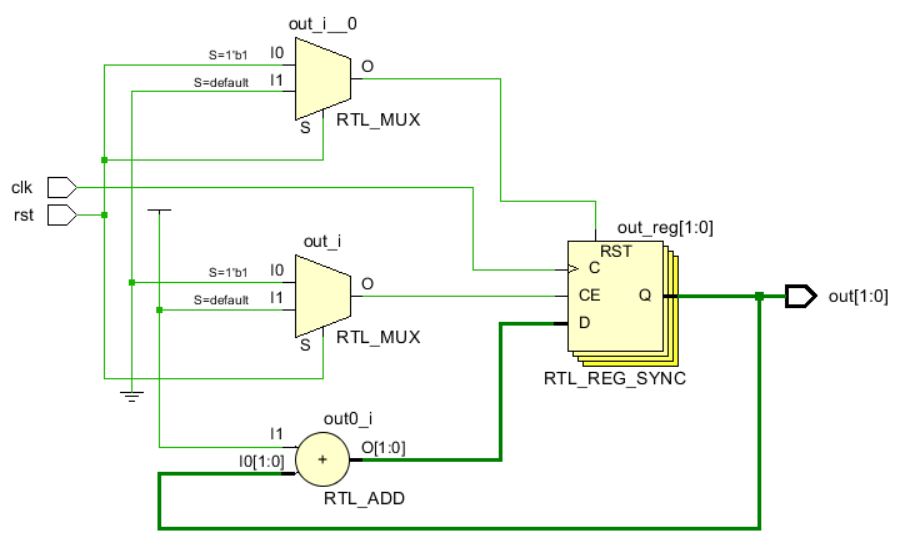 out_i__0
S=1'b1
I0
S=default
I1
O
S
RTL_MUX
clk
rst
out_reg[1:0]
RST
C
CE
Q
D
RTL_REG_SYNC
out[1:0]
out_i
S=1'b1
I0
S=default
I1
O
S
RTL_MUX
out0_i
I1
I0[1:0]
+
O[1:0]
RTL_ADD